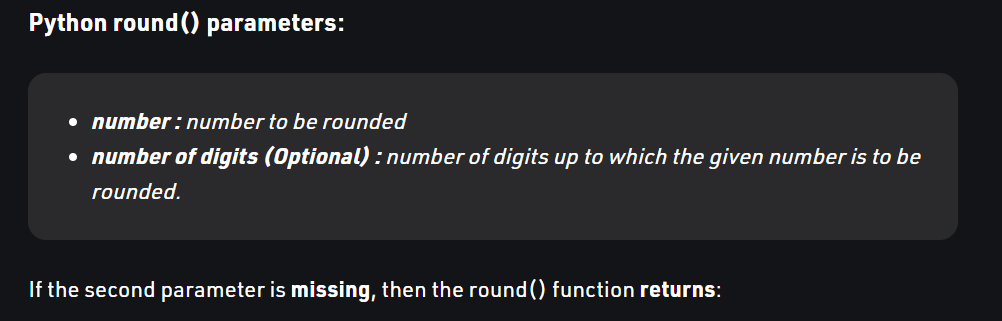 Python round() parameters:
• number : number to be rounded
• number of digits (Optional) : number of digits up to which the given number is to be
rounded.
If the second parameter is missing, then the round() function returns: